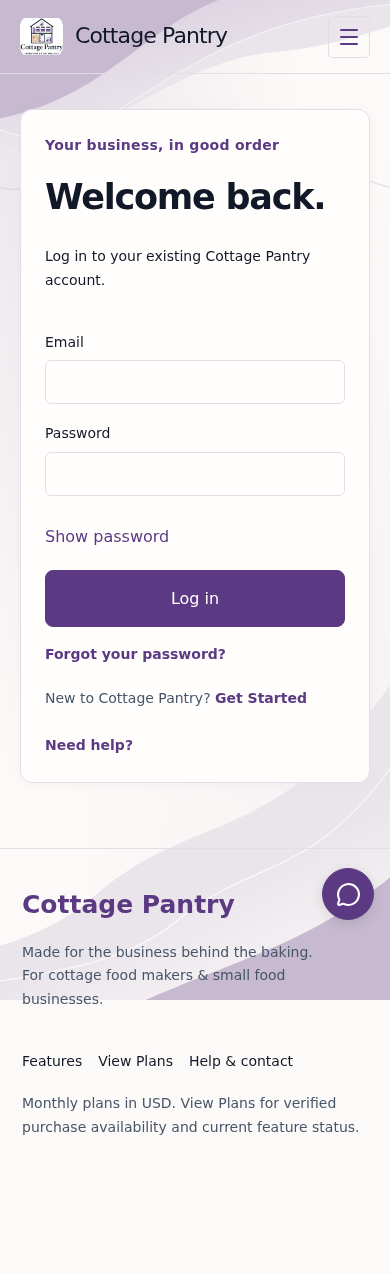 Cottage Pantry
Cottage Pantry
Your business, in good order
Welcome back.
Log in to your existing Cottage Pantry
account.
Email
Password
Show password
Log in
Forgot your password?
New to Cottage Pantry? Get Started
Need help?
Cottage Pantry
Made for the business behind the baking.
For cottage food makers & small food
businesses.
Features View Plans Help & contact
Monthly plans in USD. View Plans for verified
purchase availability and current feature status.